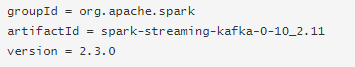 groupId = org.apache.spark
artifactId = spark-streaming-kafka-0-10_2.11
version = 2.3.0